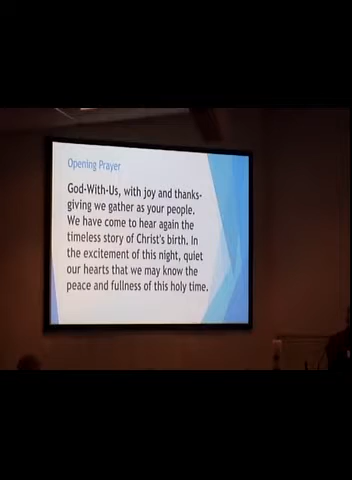 Opening Prayer
God-With-Us, with joy and thanks-
giving we gather as your people.
We have come to hear again the
timeless story of Christ's birth. In
the excitement of this night, quiet
our hearts that we may know the
peace and fullness of this holy time.